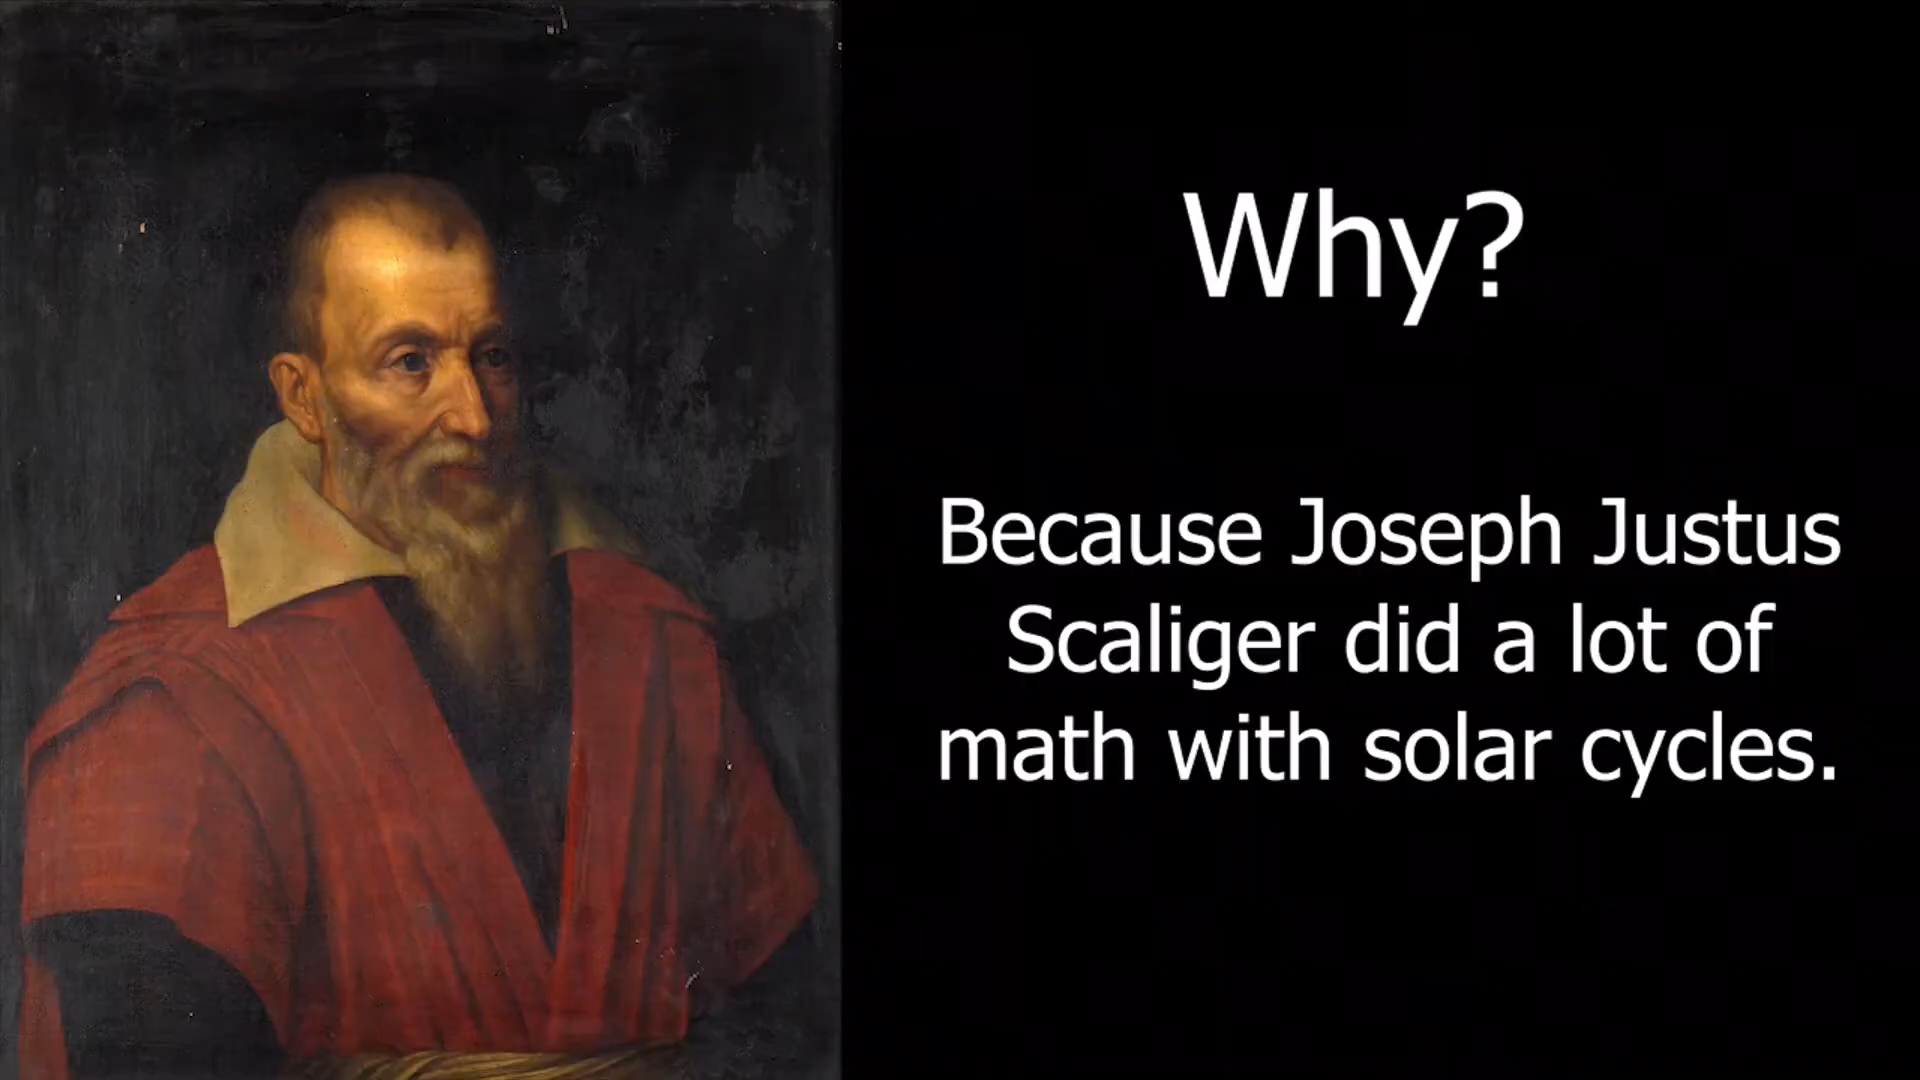 Why?
Because Joseph Justus
Scaliger did a lot of
math with solar cycles.